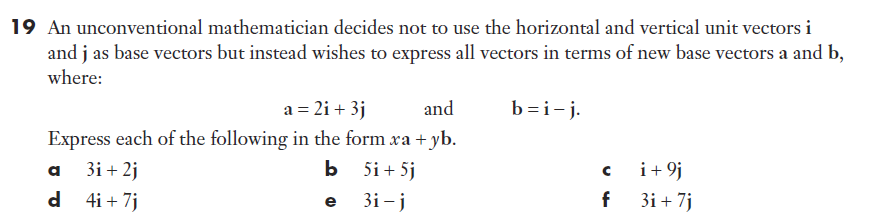 19 An unconventional mathematician decides not to use the horizontal and vertical unit vectors i
and j as base vectors but instead wishes to express all vectors in terms of new base vectors a and b,
where:
a = 2i + 3j and b = i – j.
Express each of the following in the form xa + yb.
a 3i + 2j b 5i + 5j c i + 9j
d 4i + 7j e 3i – j f 3i + 7j